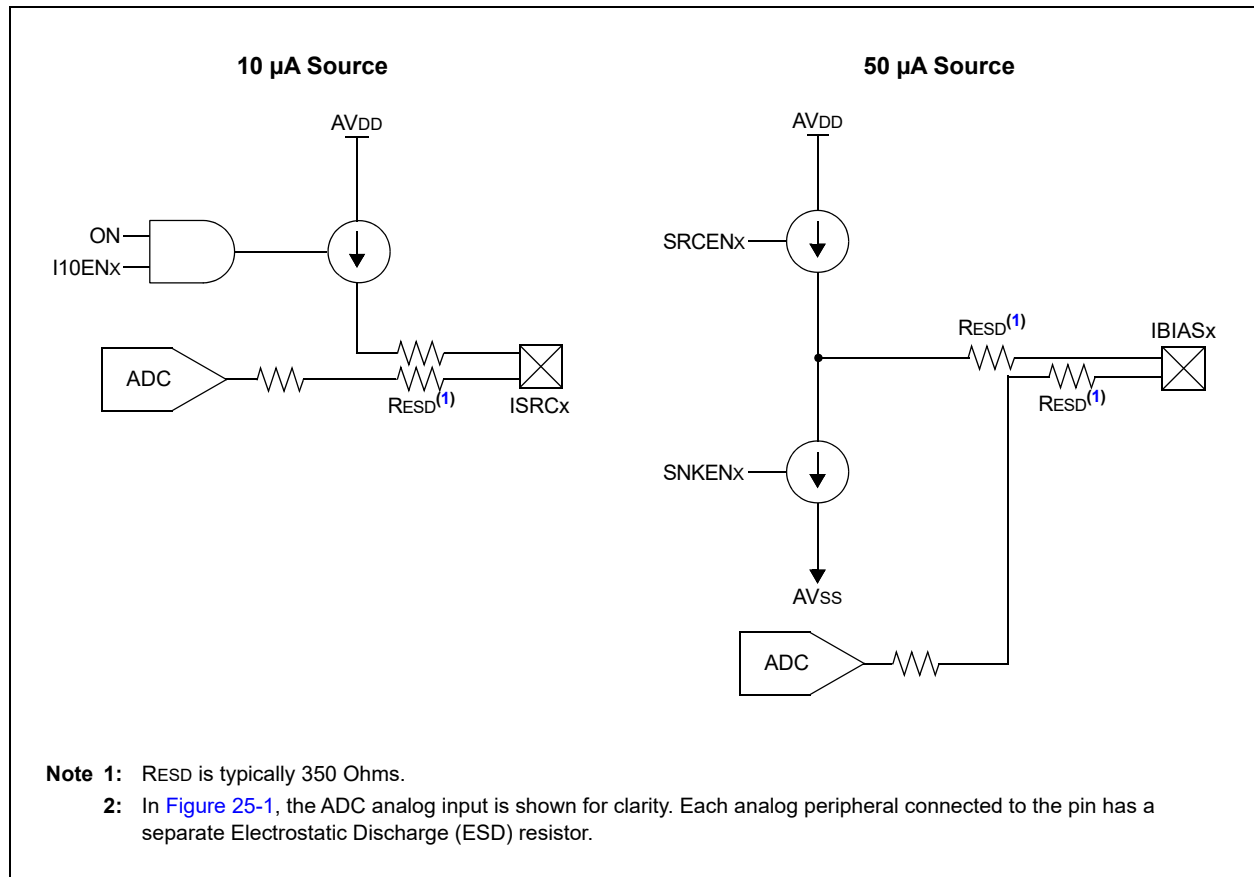 10 µA Source
AVDD
ON
I10ENx
ADC
RESD(1)
ISRCx
50 µA Source
AVDD
SRCENx
RESD(1)
IBIASx
RESD(1)
SNKENx
AVSS
ADC
Note 1: RESD is typically 350 Ohms.
2: In Figure 25-1, the ADC analog input is shown for clarity. Each analog peripheral connected to the pin has a
separate Electrostatic Discharge (ESD) resistor.